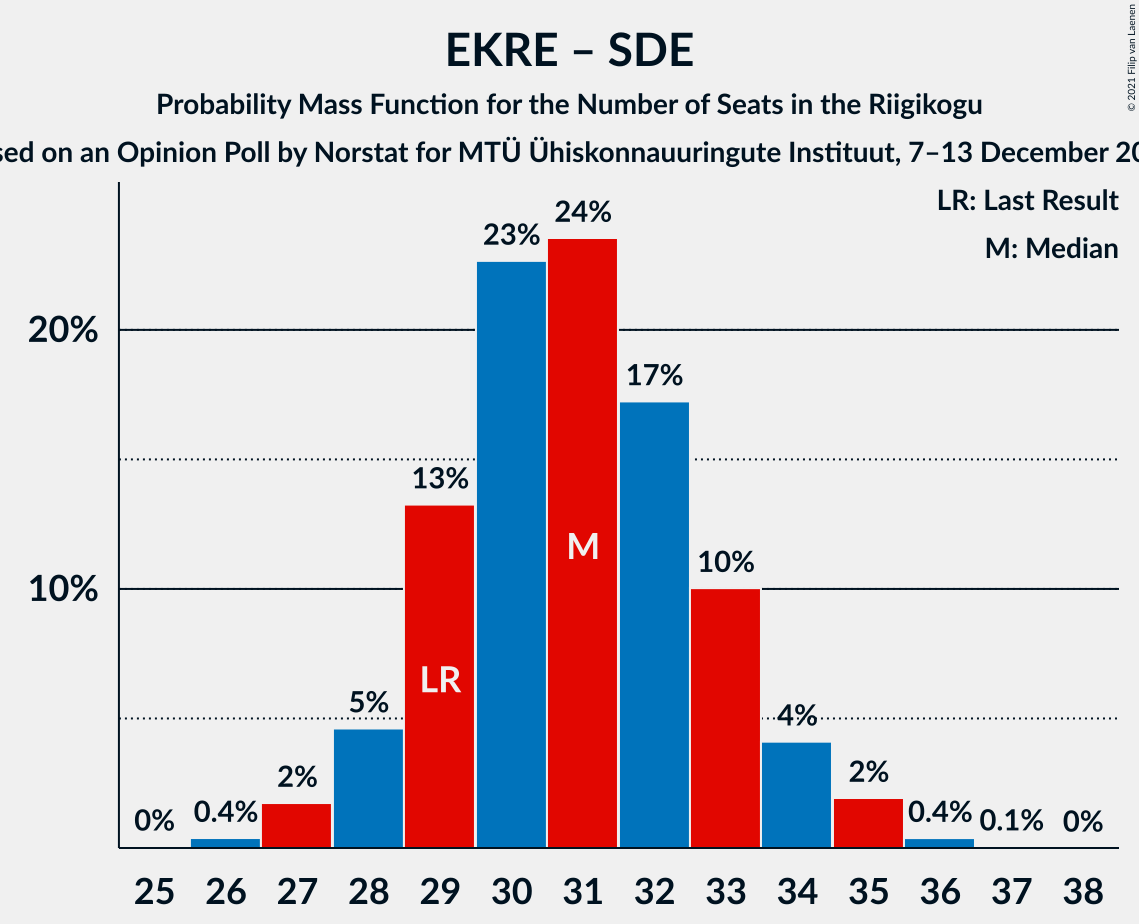 EKRE – SDE
Probability Mass Function for the Number of Seats in the Riigikogu
on an Opinion Poll by Norstat for MTÜ Ühiskonnauuringute Instituut, 7–13 December
© 2021 Filip van Laenen
LR: Last Result
M: Median
24%
23%
20%
17%
13%
M
10%
10%
LR
5%
4%
2%
2%
0%
0.4%
0.4%
0.1%
0%
25 26 27 28 29 30 31 32 33 34 35 36 37 38